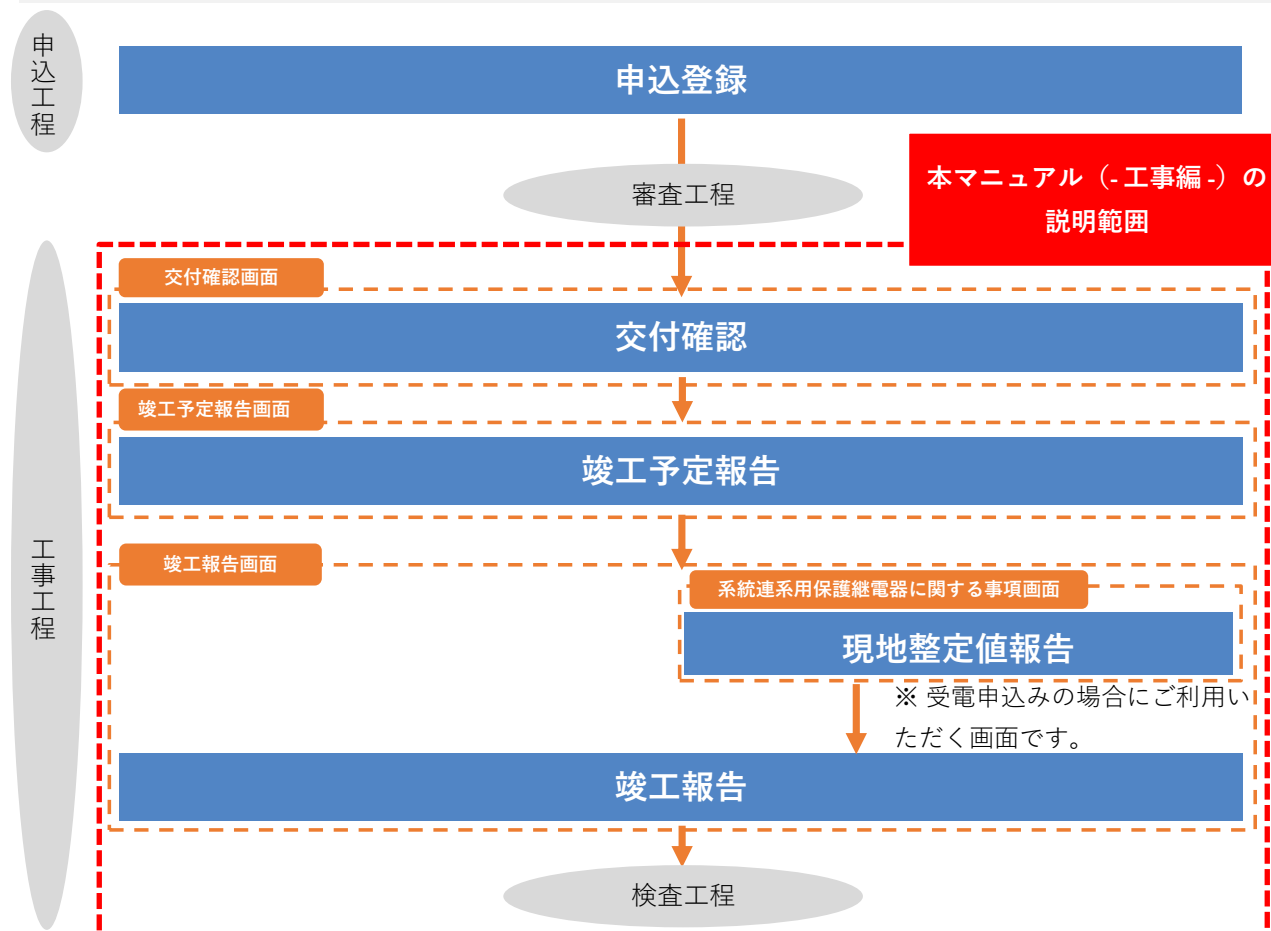 申込工程
申込登録
審査工程
本マニュアル（- 工事編 -）の
説明範囲
工事工程
交付確認画面
交付確認
竣工予定報告画面
竣工予定報告
竣工報告画面
系統連系用保護継電器に関する事項画面
現地整定値報告
※ 受電申込みの場合にご利用い
ただく画面です。
竣工報告
検査工程